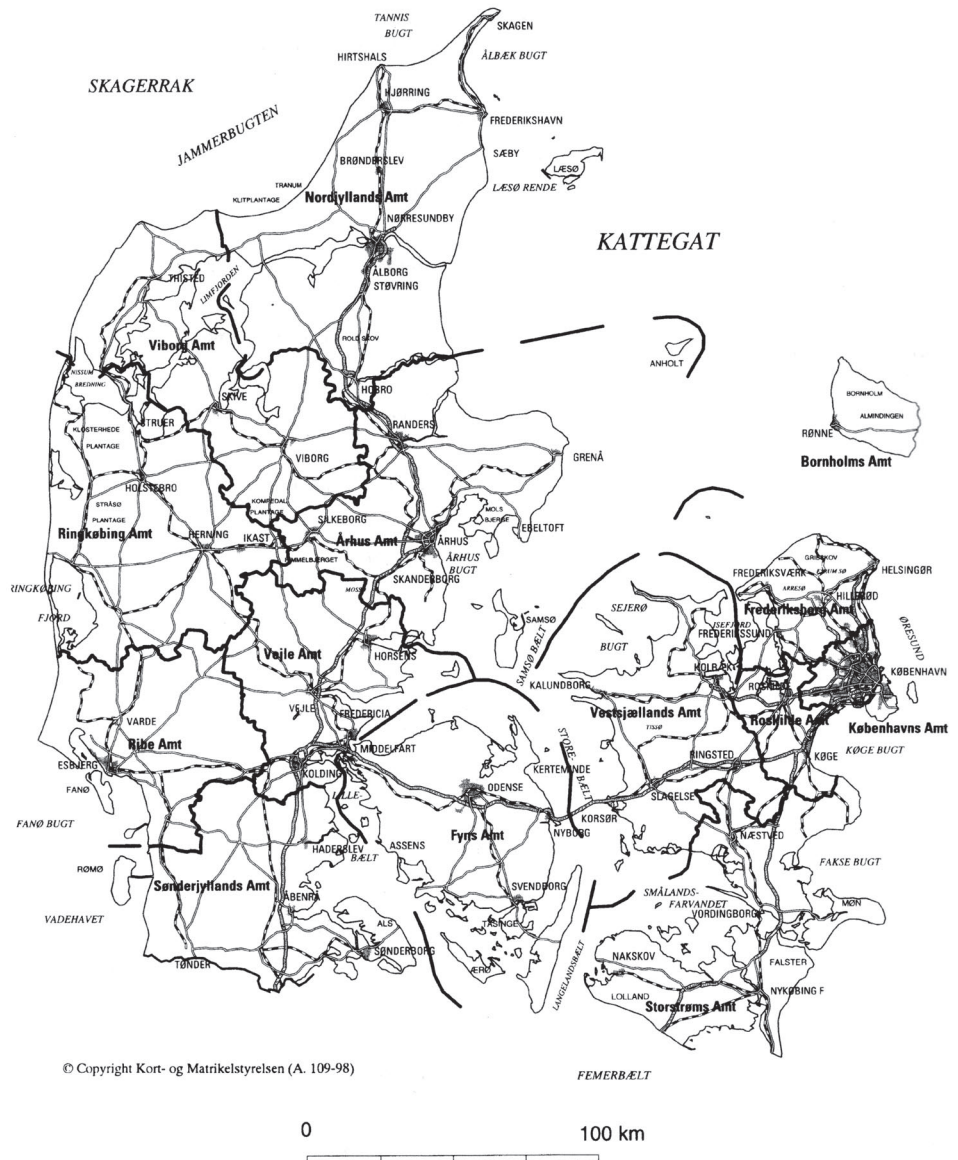 TANNIS
BUGT
SKAGEN
HIRTSHALS
ÅLBÆK BUGT
SKAGERRAK
HJØRRING
FREDERIKSHAVN
JAMMERBUGTEN
SÆBY
BRØNDERSLEV
LÆSØ
LÆSØ RENDE
TRANUM
KLITPLANTAGE
Nordjyllands Amt
NØRRESUNDBY
KATTEGAT
ÅLBORG
STØVRING
THISTED
LIMFJORDEN
ROLD SKOV
Viborg Amt
ANHOLT
NISSUM
BREDNING
HOBRO
SKIVE
BORNHOLM
ALMINDINGEN
STRUER
RANDERS
KLOSTERHEDE
PLANTAGE
RØNNE
VIBORG
GRENÅ
Bornholms Amt
HOLSTEBRO
KOMPEDAL
PLANTAGE
STRÅSØ
PLANTAGE
MOLS
BJERGE
SILKEBORG
EBELTOFT
Ringkøbing Amt
HERNING
IKAST
Århus Amt
ÅRHUS
ÅRHUS
BUGT
GRIBSKOV
HELSINGØR
FREDERIKSVÆRK
SKANDERBORG
ARRESØ
HILLERØD
RINGKØBING
FJORD
SAMSØ
SEJERØ
BUGT
ISEFJORD
Frederiksborg Amt
FREDERIKSSUND
ØRESUND
Vejle Amt
HORSENS
SAMSØ BÆLT
KØBENHAVN
KALUNDBORG
VEJLE
FREDERICIA
Vestsjællands Amt
Roskilde Amt
Københavns Amt
VARDE
TISSØ
Ribe Amt
MIDDELFART
STORE-
BÆLT
RINGSTED
KØGE
KØGE BUGT
ESBJERG
KERTEMINDE
KOLDING
FANØ
LILLE-
BÆLT
ODENSE
SLAGELSE
KORSØR
FANØ BUGT
NYBORG
Fyns Amt
NÆSTVED
HADERSLEV
ASSENS
RØMØ
FAKSE BUGT
Sønderjyllands Amt
SVENDBORG
SMÅLANDS-
FARVANDET
ÅBENRÅ
MØN
VORDINGBORG
VADEHAVET
ALS
TÅSINGE
SØNDERBORG
NAKSKOV
FALSTER
TØNDER
ÆRØ
LANGELANDSBÆLT
NYKØBING F
LOLLAND
Storstrøms Amt
© Copyright Kort- og Matrikelstyrelsen (A. 109-98)
FEMERBÆLT
0 100 km